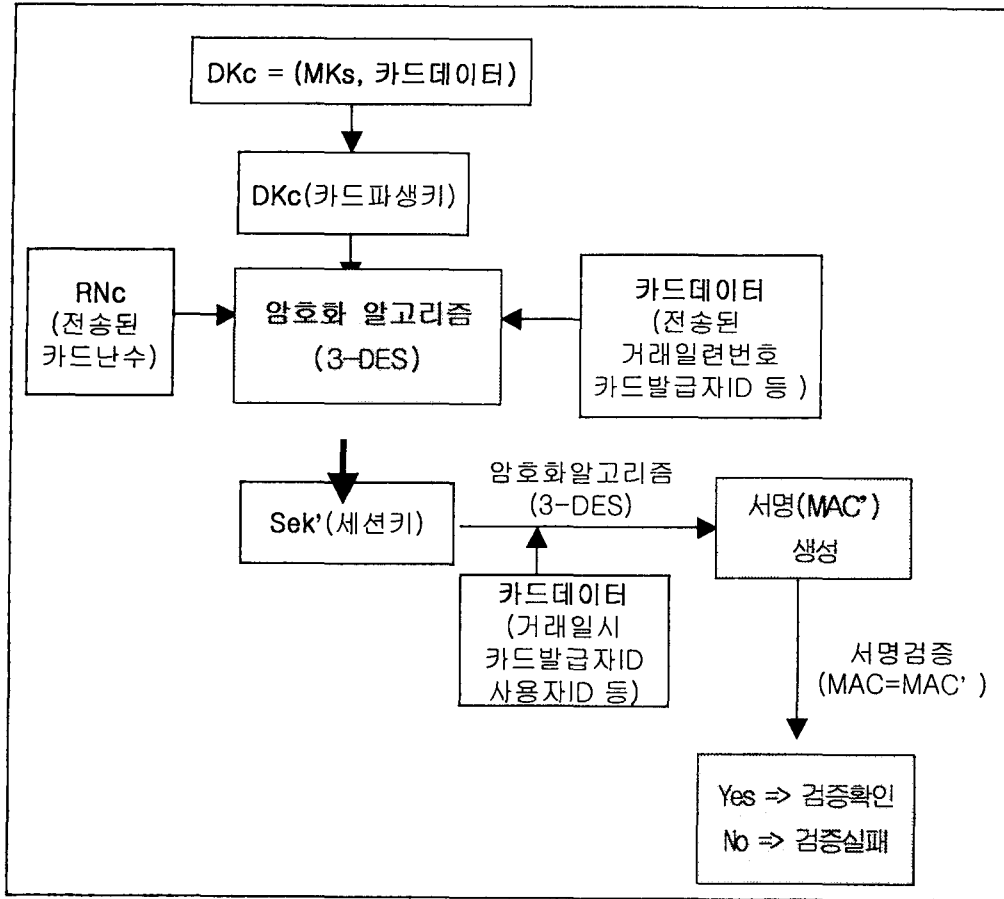 DKc = (MKs, 카드데이터)
DKc(카드파생키)
RNc
(전송된
카드난수)
암호화 알고리즘
(3-DES)
카드데이터
(전송된
거래일련번호
카드발급자ID 등 )
Sek'(세션키)
암호화알고리즘
(3-DES)
서명(MAC')
생성
카드데이터
(거래일시
카드발급자ID
사용자ID 등)
서명검증
(MAC=MAC' )
Yes => 검증확인
No => 검증실패